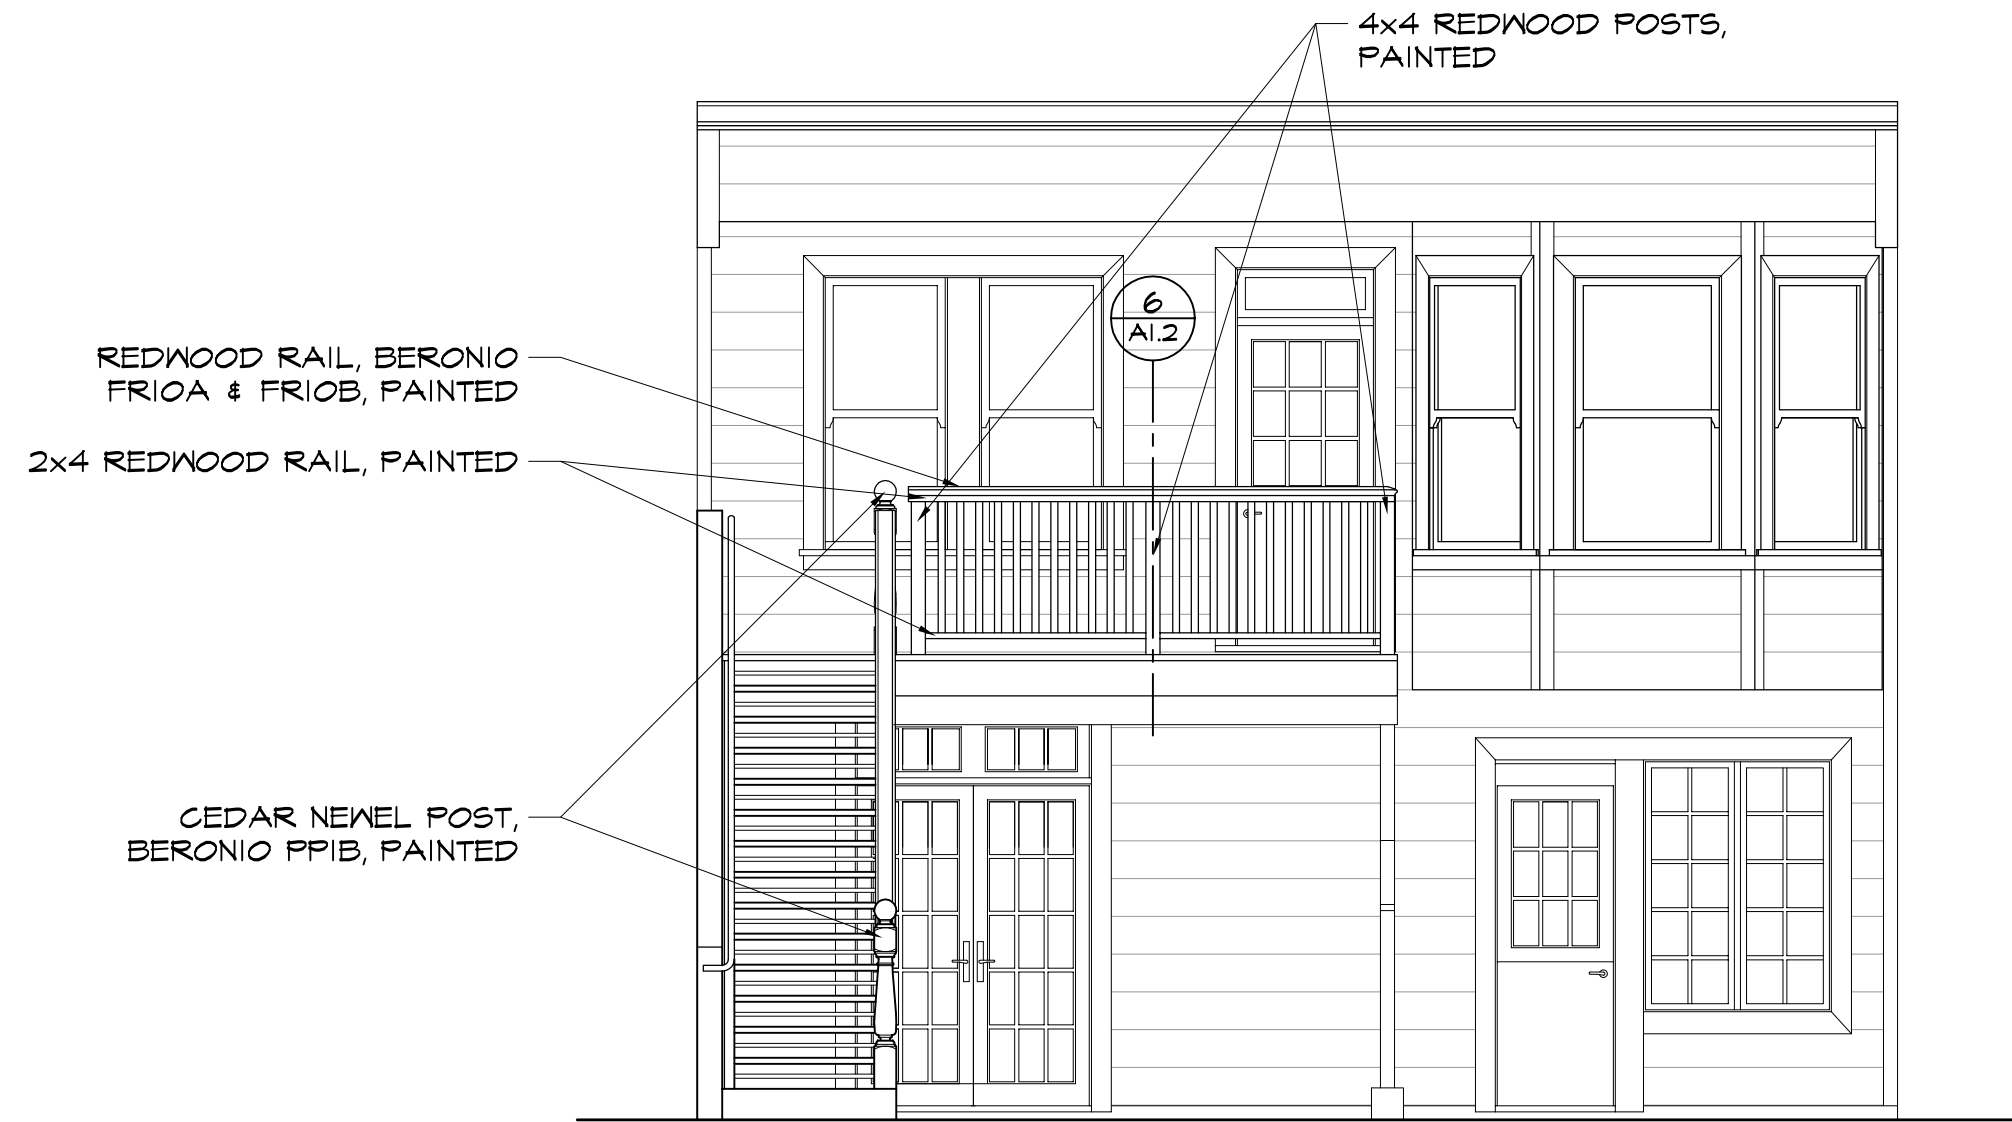 4x4 REDWOOD POSTS,
PAINTED
6
A1.2
REDWOOD RAIL, BERONIO
FR10A & FR10B, PAINTED
2x4 REDWOOD RAIL, PAINTED
CEDAR NEWEL POST,
BERONIO PP1B, PAINTED